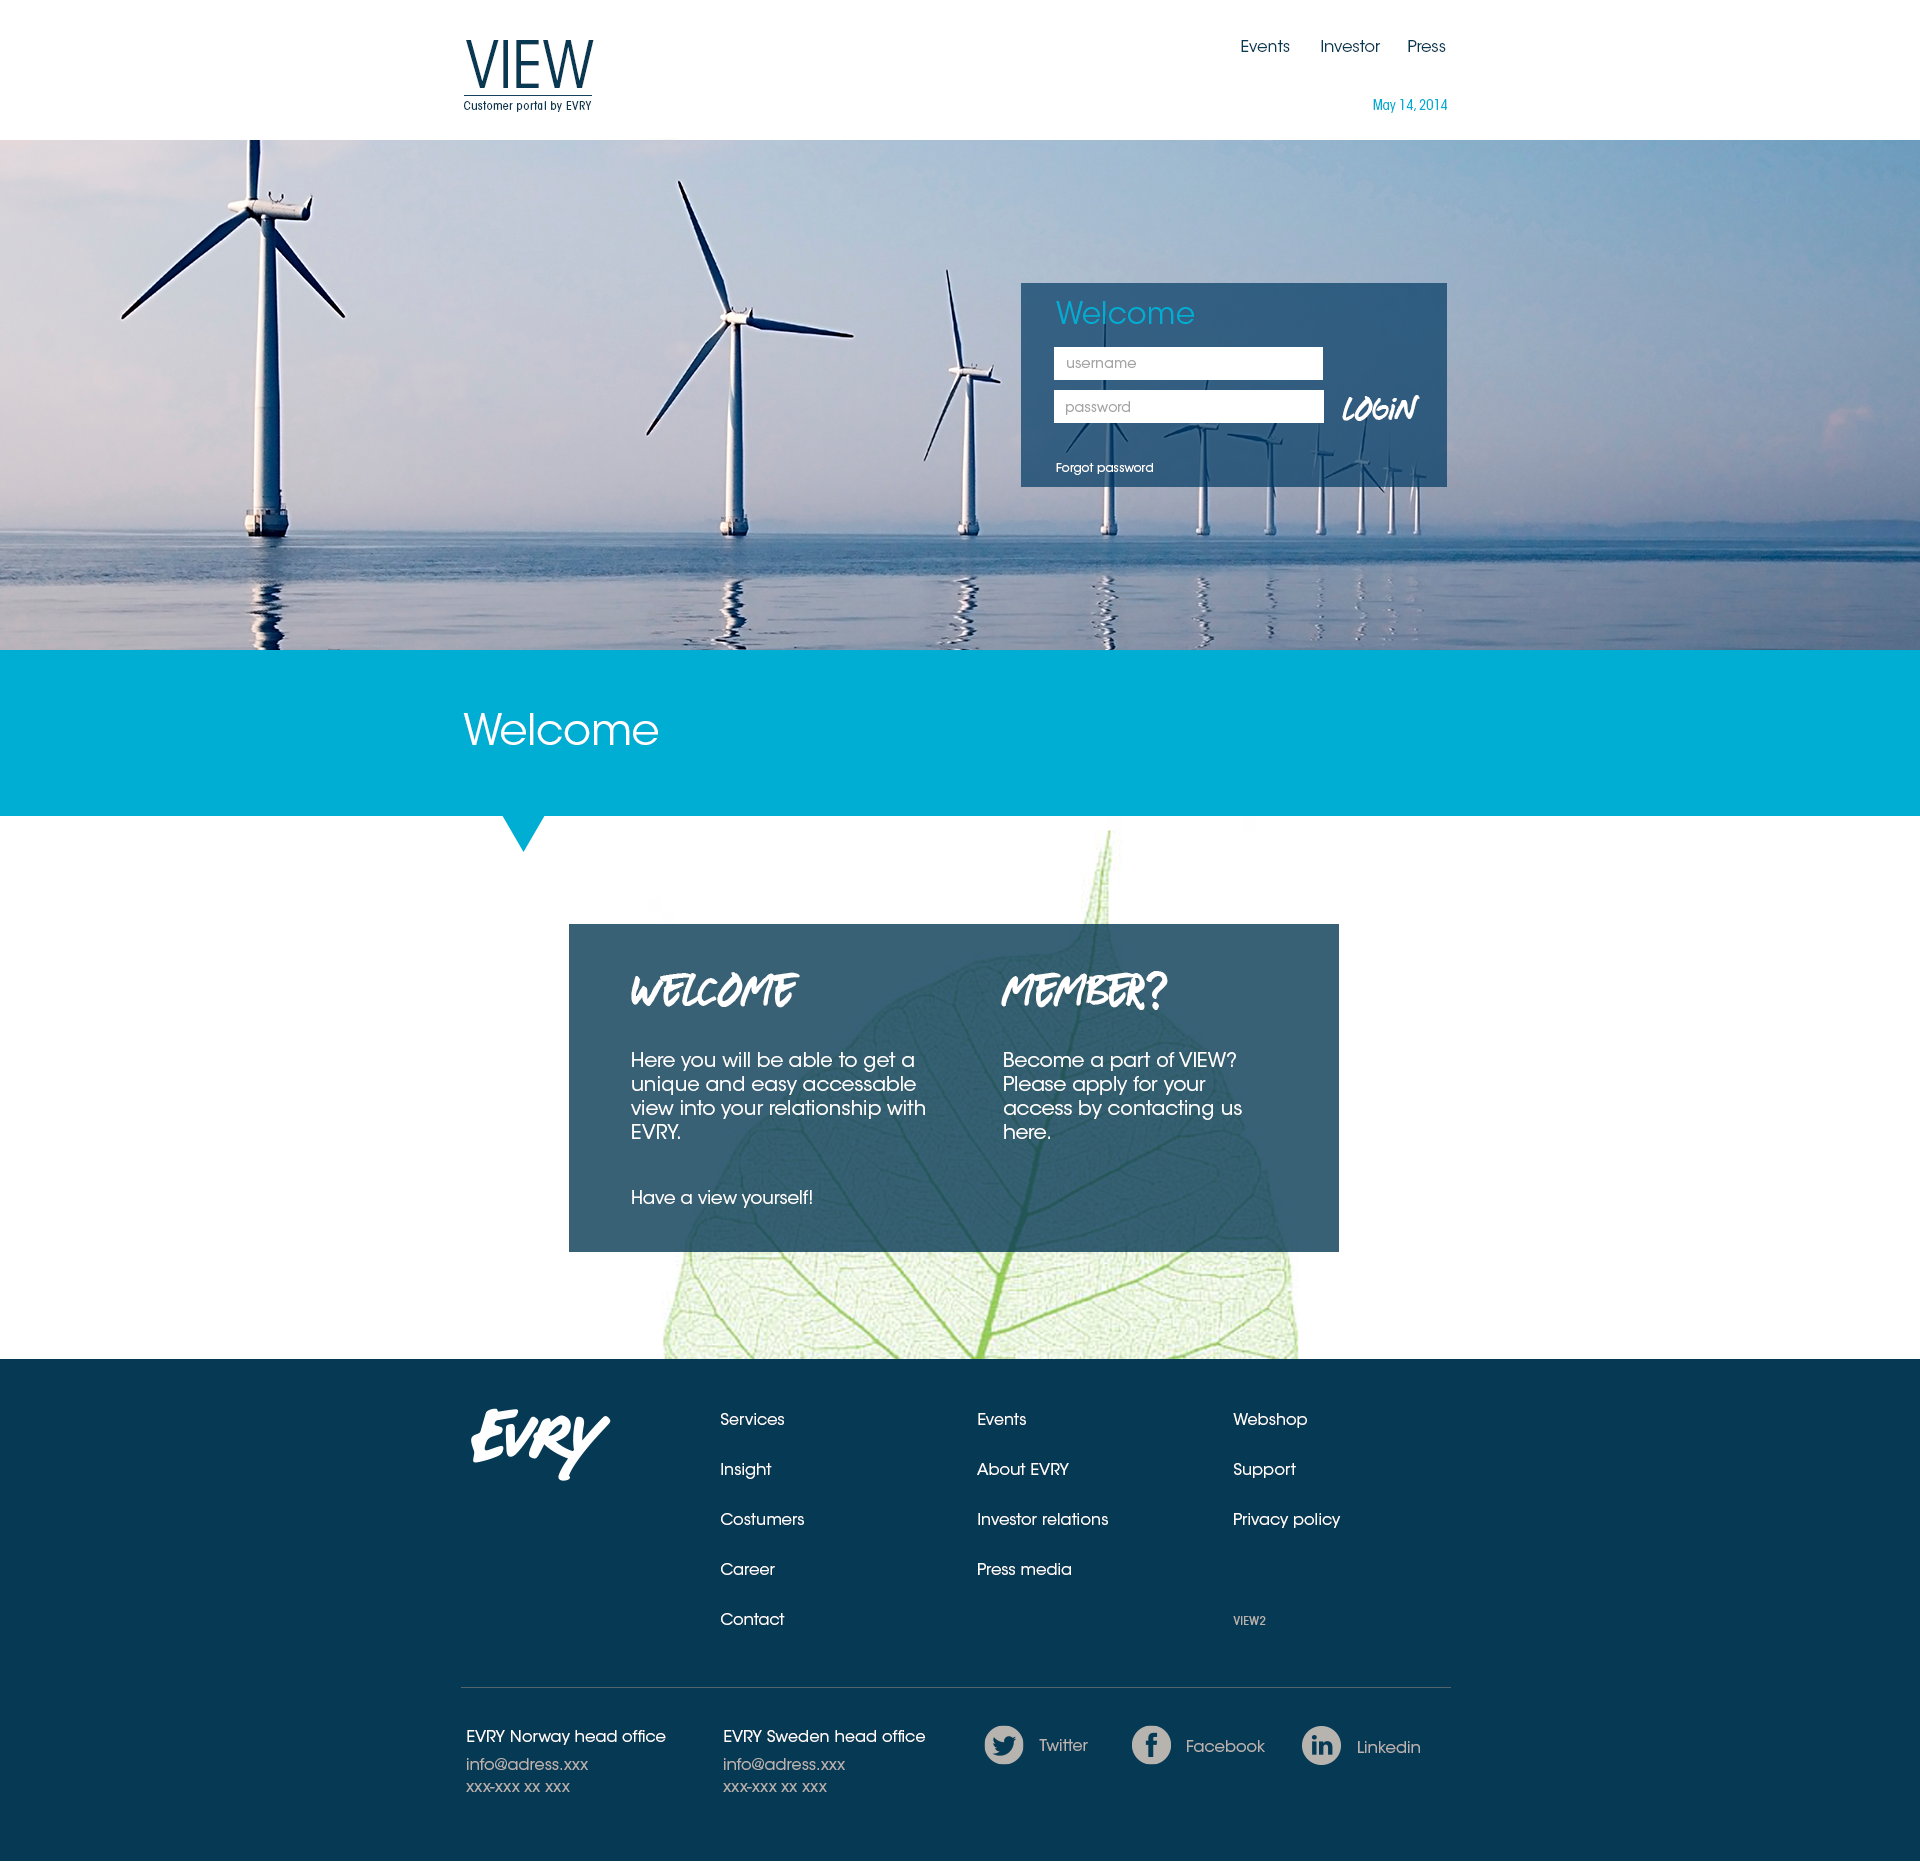 VIEW
Customer portal by EVRY
Events Investor Press
May 14, 2014
Welcome
username
password
LOGiN
Forgot password
Welcome
WELCOME
Here you will be able to get a
unique and easy accessable
view into your relationship with
EVRY.
Have a view yourself!
MEMBER?
Become a part of VIEW?
Please apply for your
access by contacting us
here.
EVRY
Services
Insight
Costumers
Career
Contact
Events
About EVRY
Investor relations
Press media
Webshop
Support
Privacy policy
VIEW2
EVRY Norway head office
info@adress.xxx
xxx-xxx xx xxx
EVRY Sweden head office
info@adress.xxx
xxx-xxx xx xxx
Twitter
f Facebook
in Linkedin